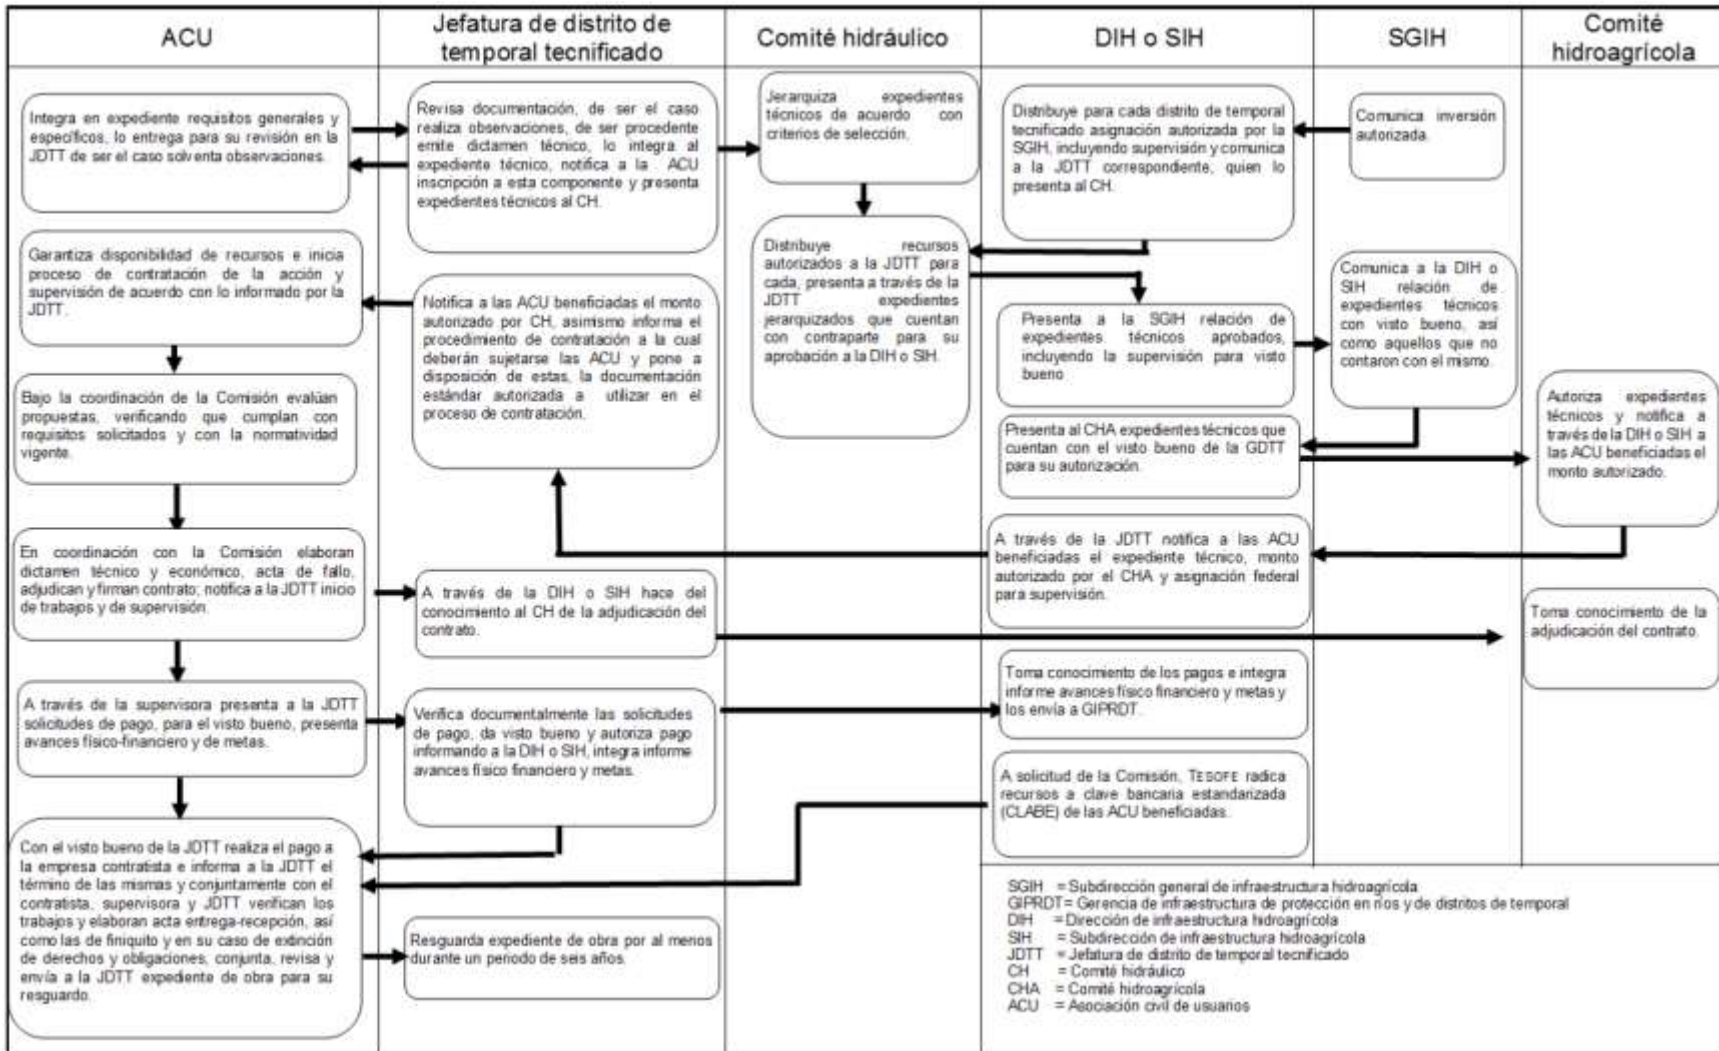 ACU
Jefatura de distrito de
temporal tecnificado
Comité hidráulico
DIH o SIH
SGIH
Comité
hidroagrícola
Integra en expediente requisitos generales y
específicos, lo entrega para su revisión en la
JDTT de ser el caso solventa observaciones.
Garantiza disponibilidad de recursos e inicia
proceso de contratación de la acción y
supervisión de acuerdo con lo informado por la
JDTT.
Bajo la coordinación de la Comisión evalúan
propuestas, verificando que cumplan con
requisitos solicitados y con la normatividad
vigente.
En coordinación con la Comisión elaboran
dictamen técnico y económico, acta de fallo,
adjudican y firman contrato; notifica a la JDTT inicio
de trabajos y de supervisión.
A través de la supervisora presenta a la JDTT
solicitudes de pago, para el visto bueno, presenta
avances físico-financiero y de metas.
Con el visto bueno de la JDTT realiza el pago a
la empresa contratista e informa a la JDTT el
término de las mismas y conjuntamente con el
contratista, supervisora y JDTT verifican los
trabajos y elaboran acta entrega-recepción, así
como las de finiquito y en su caso de extinción
de derechos y obligaciones; conjunta, revisa y
envía a la JDTT expediente de obra para su
resguardo.
Revisa documentación, de ser el caso
realiza observaciones, de ser procedente
emite dictamen técnico, lo integra al
expediente técnico, notifica a la ACU
inscripción a esta componente y presenta
expedientes técnicos al CH.
Notifica a las ACU beneficiadas el monto
autorizado por CH, asimismo informa el
procedimiento de contratación a la cual
deberán sujetarse las ACU y pone a
disposición de estas, la documentación
estándar autorizada a utilizar en el
proceso de contratación.
A través de la DIH o SIH hace del
conocimiento al CH de la adjudicación del
contrato.
Verifica documentalmente las solicitudes
de pago, da visto bueno y autoriza pago
informando a la DIH o SIH, integra informe
avances físico financiero y metas.
Resguarda expediente de obra por al menos
durante un periodo de seis años.
Jerarquiza expedientes
técnicos de acuerdo con
criterios de selección.
Distribuye recursos
autorizados a la JDTT para
cada, presenta a través de la
JDTT expedientes
jerarquizados que cuentan
con contraparte para su
aprobación a la DIH o SIH.
Distribuye para cada distrito de temporal
tecnificado asignación autorizada por la
SGIH, incluyendo supervisión y comunica
a la JDTT correspondiente, quien lo
presenta al CH.
Presenta a la SGIH relación de
expedientes técnicos aprobados,
incluyendo la supervisión para visto
bueno
Presenta al CHA expedientes técnicos que
cuentan con el visto bueno de la GDTT
para su autorización.
A través de la JDTT notifica a las ACU
beneficiadas el expediente técnico, monto
autorizado por el CHA y asignación federal
para supervisión.
Toma conocimiento de los pagos e integra
informe avances físico financiero y metas y
los envía a GIPRDT.
A solicitud de la Comisión, TESOFE radica
recursos a clave bancaria estandarizada
(CLABE) de las ACU beneficiadas.
Comunica inversión
autorizada.
Comunica a la DIH o
SIH relación de
expedientes técnicos
con visto bueno, así
como aquellos que no
contaron con el mismo.
Autoriza expedientes
técnicos y notifica a
través de la DIH o SIH a
las ACU beneficiadas el
monto autorizado.
Toma conocimiento de la
adjudicación del contrato.
SGIH = Subdirección general de infraestructura hidroagrícola
GIPRDT = Gerencia de infraestructura de protección en ríos y de distritos de temporal
DIH = Dirección de infraestructura hidroagrícola
SIH = Subdirección de infraestructura hidroagrícola
JDTT = Jefatura de distrito de temporal tecnificado
CH = Comité hidráulico
CHA = Comité hidroagrícola
ACU = Asociación civil de usuarios